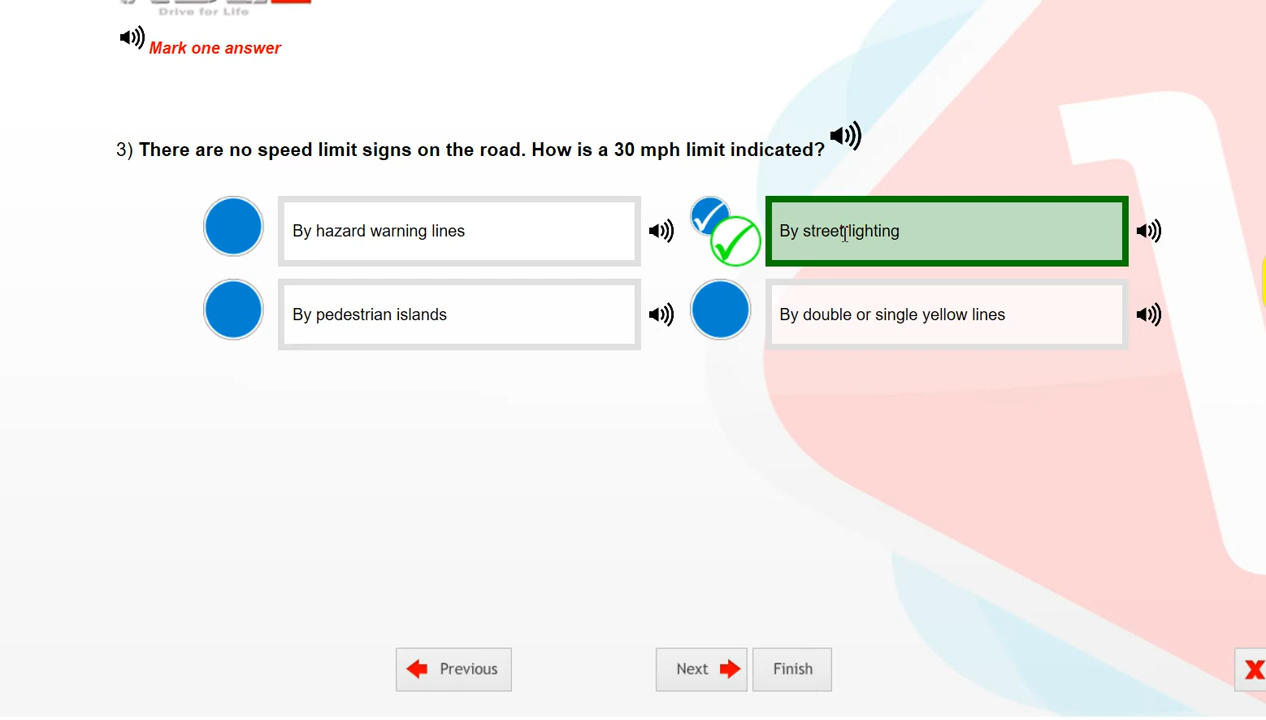 Drive for Life
Mark one answer
3) There are no speed limit signs on the road. How is a 30 mph limit indicated?
By hazard warning lines
By street lighting
By pedestrian islands
By double or single yellow lines
Previous
Next
Finish
X